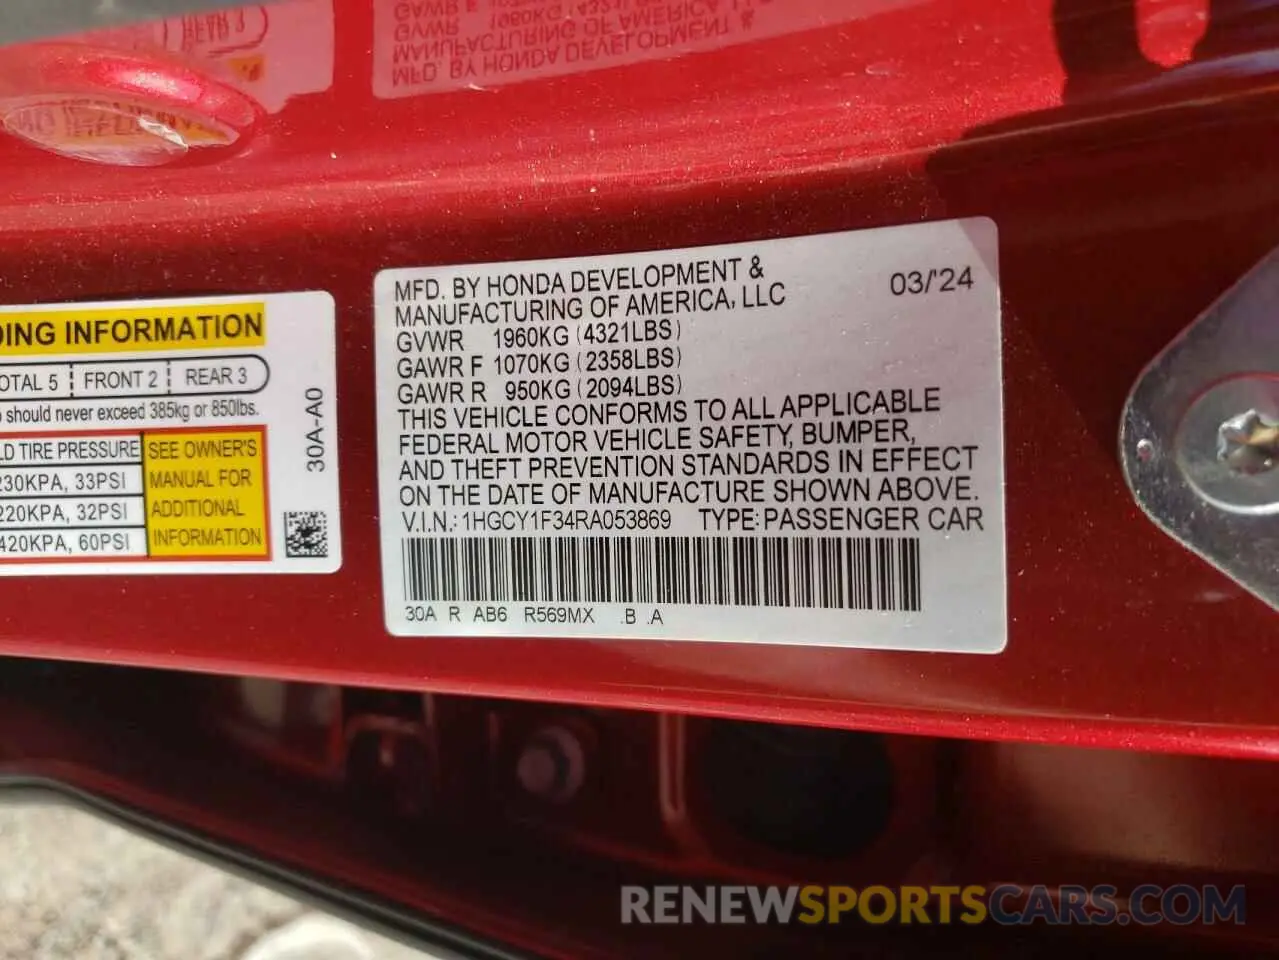 DING INFORMATION
OTAL 5 FRONT 2 REAR 3
should never exceed 385kg or 850lbs.
LD TIRE PRESSURE
230KPA, 33PSI
220KPA, 32PSI
420KPA, 60PSI
SEE OWNER'S
MANUAL FOR
ADDITIONAL
INFORMATION
30A-A0
MFD. BY HONDA DEVELOPMENT &
MANUFACTURING OF AMERICA, LLC
03/'24
GVWR 1960KG (4321LBS)
GAWR F 1070KG (2358LBS)
GAWR R 950KG (2094LBS)
THIS VEHICLE CONFORMS TO ALL APPLICABLE
FEDERAL MOTOR VEHICLE SAFETY, BUMPER,
AND THEFT PREVENTION STANDARDS IN EFFECT
ON THE DATE OF MANUFACTURE SHOWN ABOVE.
V.I.N.: 1HGCY1F34RA053869 TYPE: PASSENGER CAR
30A R AB6 R569MX .B .A
RENEWSPORTSCARS.COM